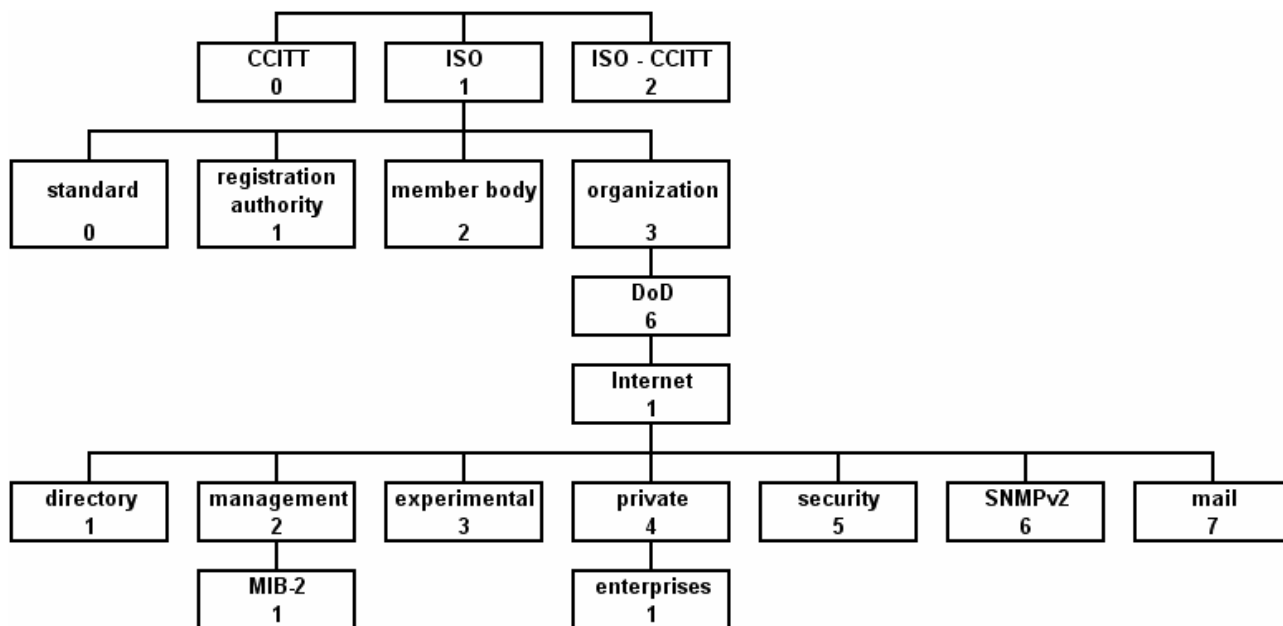 CCITT
0
ISO
1
ISO - CCITT
2
standard
0
registration
authority
1
member body
2
organization
3
DoD
6
Internet
1
directory
1
management
2
experimental
3
private
4
security
5
SNMPv2
6
mail
7
MIB-2
1
enterprises
1